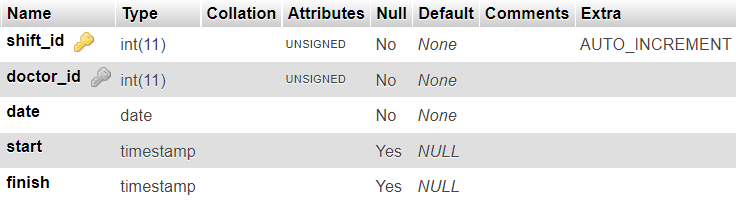 Name Type Collation Attributes Null Default Comments Extra
shift_id int(11) UNSIGNED No None AUTO_INCREMENT
doctor_id int(11) UNSIGNED No None
date date No None
start timestamp Yes NULL
finish timestamp Yes NULL